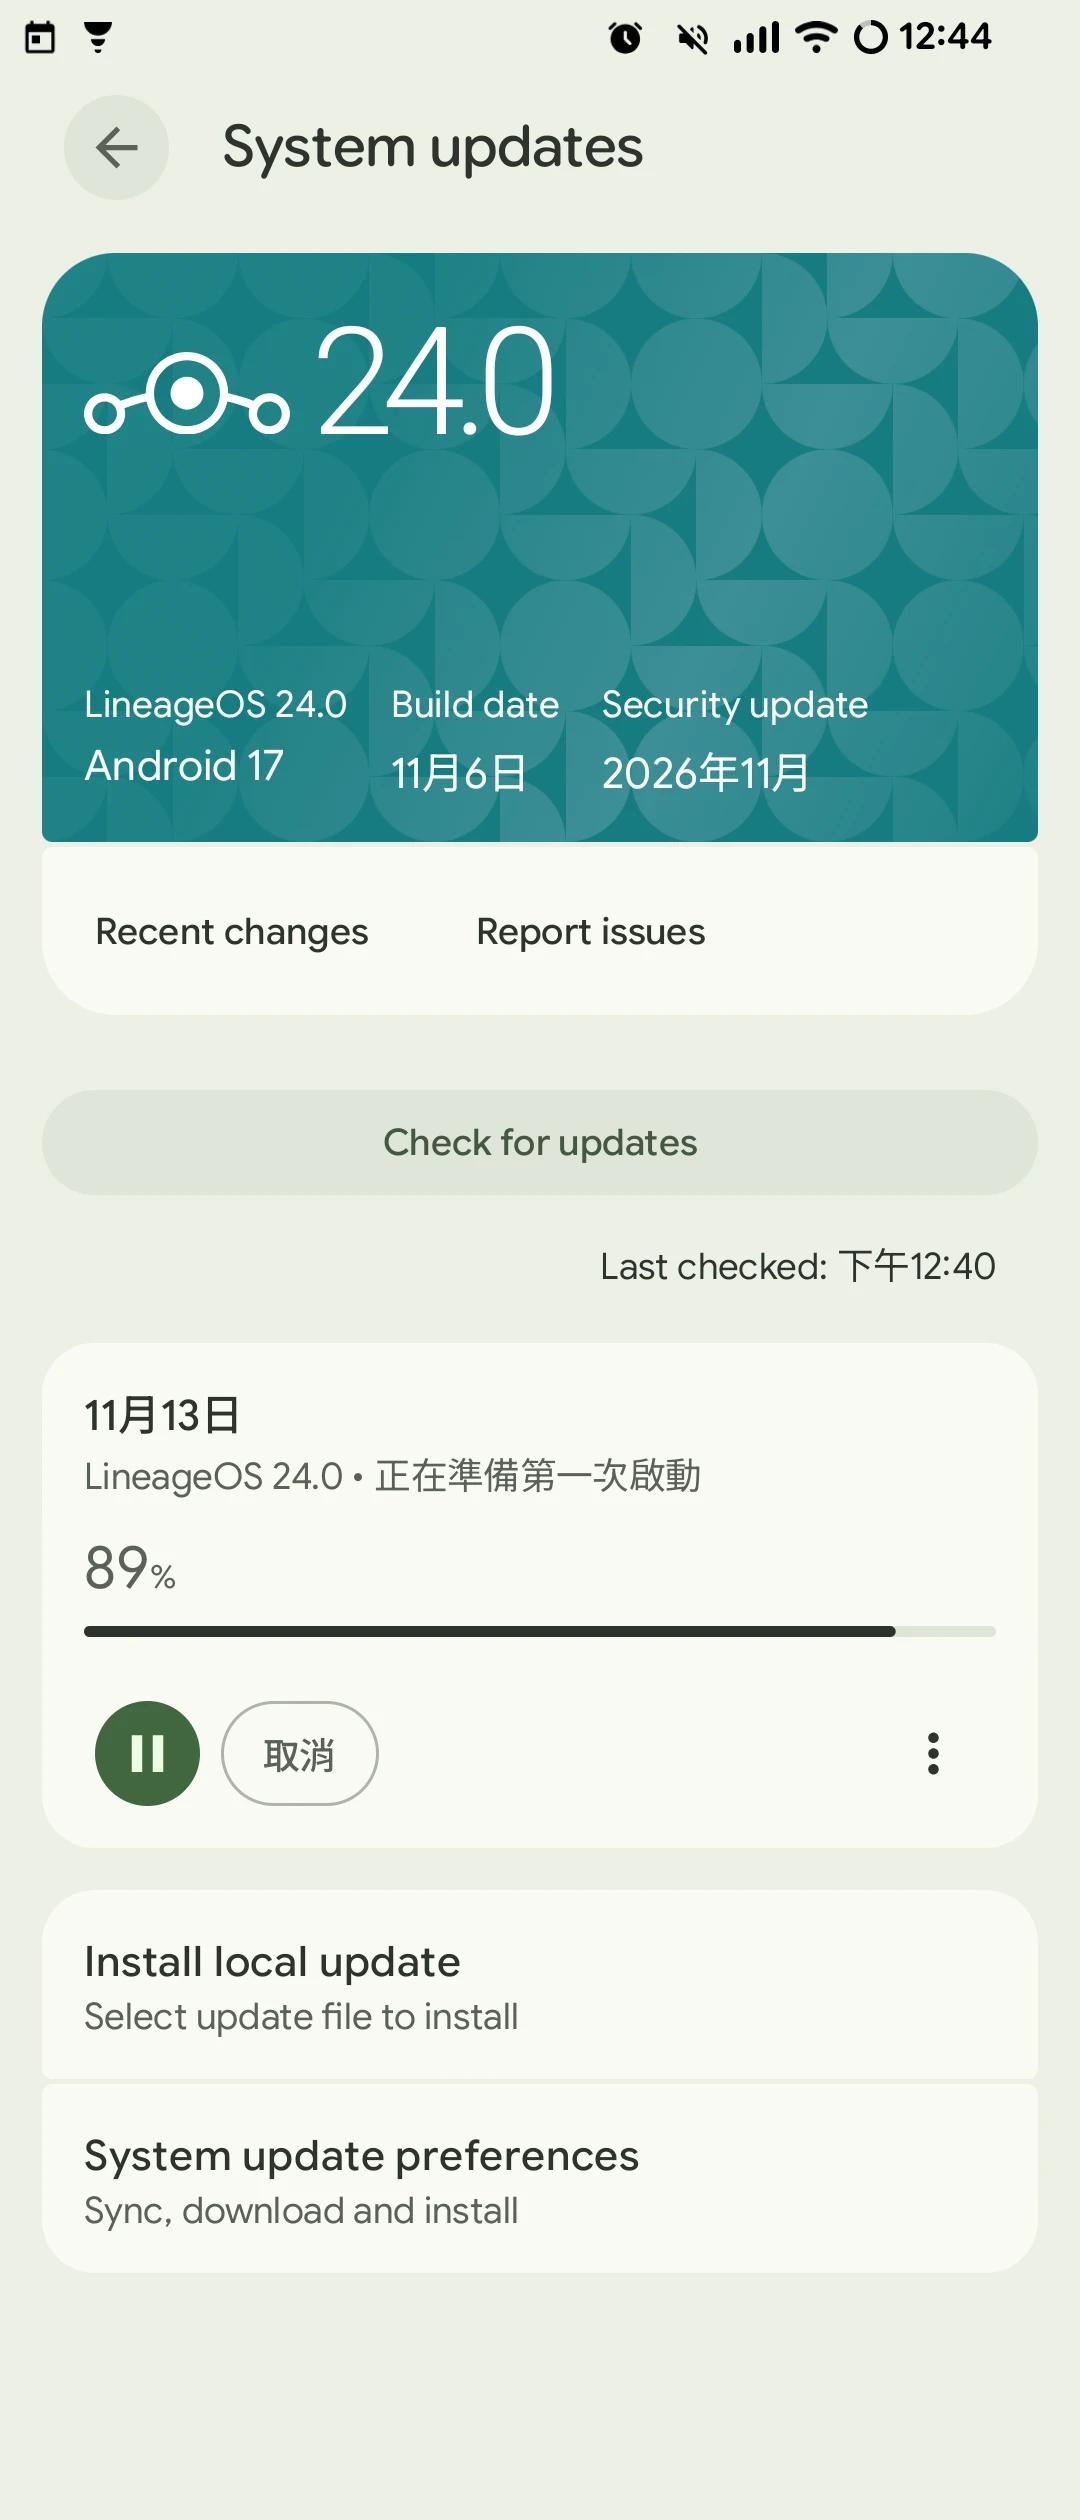 12:44
System updates
24.0
LineageOS 24.0
Android 17
Build date
11月6日
Security update
2026年11月
Recent changes
Report issues
Check for updates
Last checked: 下午12:40
11月13日
LineageOS 24.0 • 正在準備第一次啟動
89%
取消
Install local update
Select update file to install
System update preferences
Sync, download and install